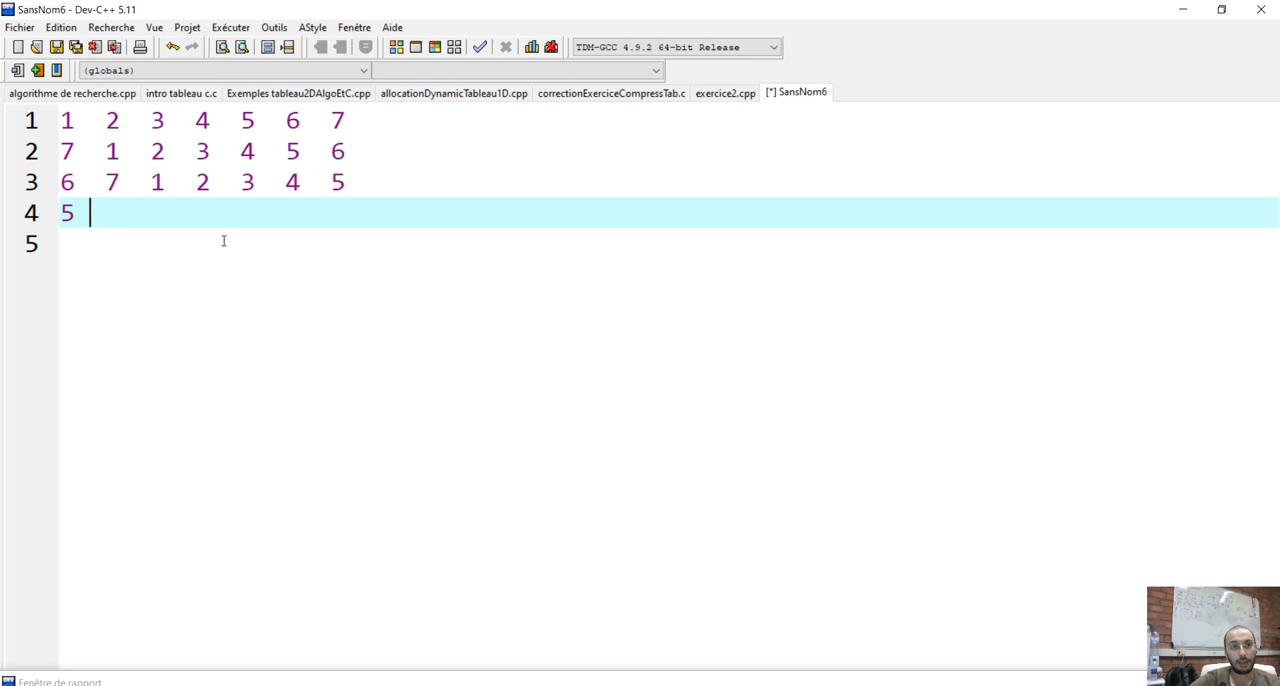 SansNom6 - Dev-C++ 5.11
Fichier Edition Recherche Vue Projet Exécuter Outils AStyle Fenêtre Aide
TDM-GCC 4.9.2 64-bit Release
(globals)
algorithme de recherche.cpp intro tableau c.c Exemples tableau2DAlgoEtC.cpp allocationDynamicTableau1D.cpp correctionExerciceCompressTab.c exercice2.cpp [*] SansNom6
1 1 2 3 4 5 6 7
2 7 1 2 3 4 5 6
3 6 7 1 2 3 4 5
4 5
5
Fenêtre de rapport